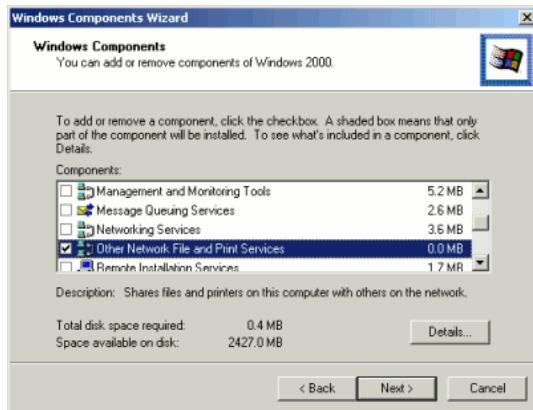 Windows Components Wizard
Windows Components
You can add or remove components of Windows 2000.
To add or remove a component, click the checkbox. A shaded box means that only
part of the component will be installed. To see what's included in a component, click
Details.
Components:
Management and Monitoring Tools 5.2 MB
Message Queuing Services 2.6 MB
Networking Services 3.6 MB
Other Network File and Print Services 0.0 MB
Remote Installation Services 1.7 MB
Description: Shares files and printers on this computer with others on the network.
Total disk space required: 0.4 MB
Space available on disk: 2427.0 MB
Details...
< Back Next > Cancel